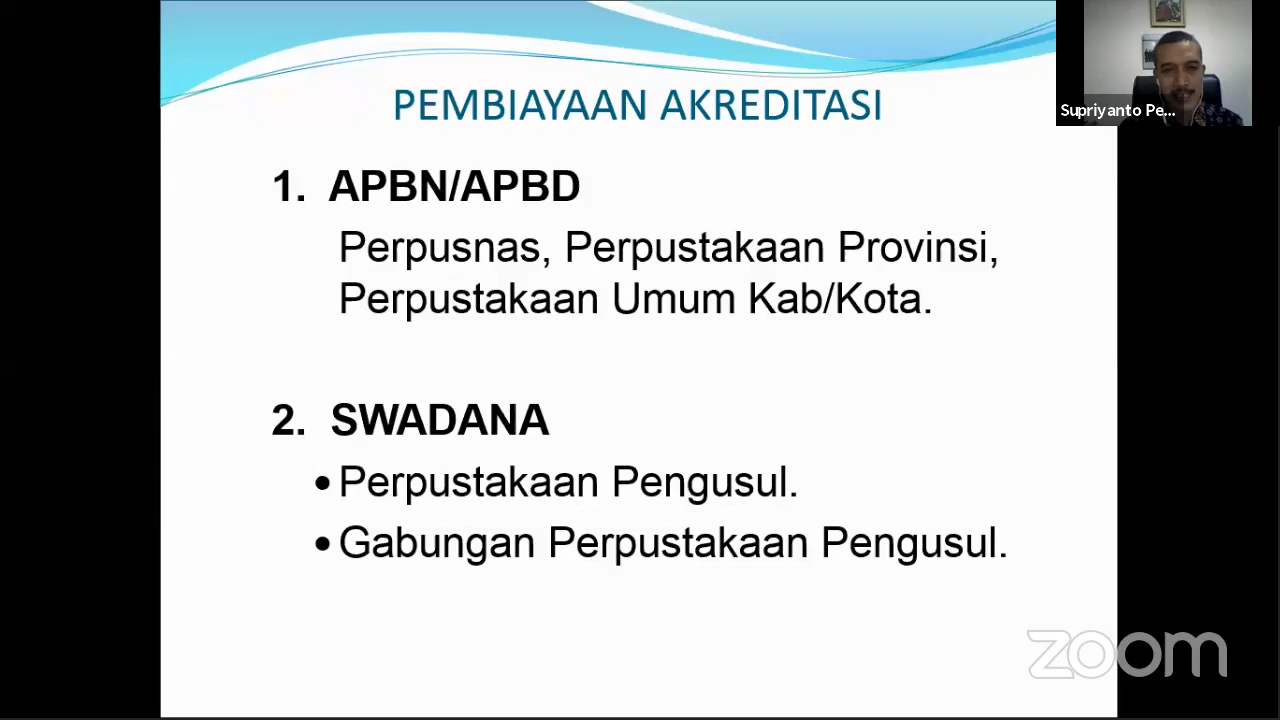 PEMBIAYAAN AKREDITASI
Supriyanto Pe...
1. APBN/APBD
Perpusnas, Perpustakaan Provinsi,
Perpustakaan Umum Kab/Kota.
2. SWADANA
• Perpustakaan Pengusul.
• Gabungan Perpustakaan Pengusul.
zoom